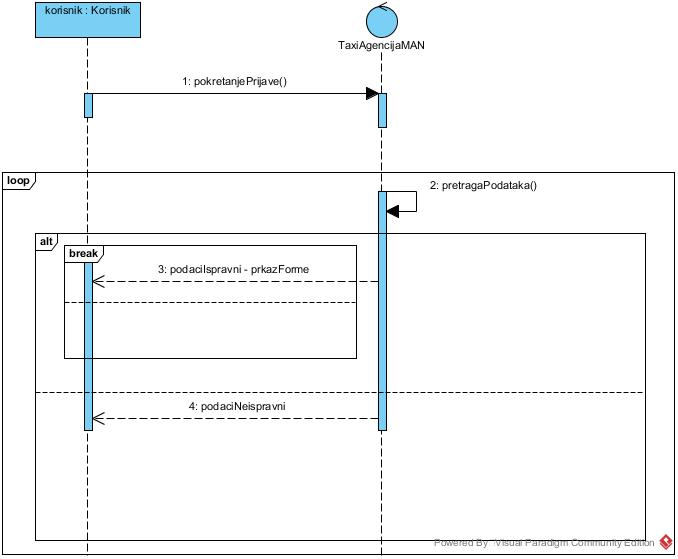 korisnik : Korisnik
TaxiAgencijaMAN
1: pokretanjePrijave()
loop
2: pretragaPodataka()
alt
break
3: podaciIspravni - prkazForme
4: podaciNeispravni
Powered By Visual Paradigm Community Edition